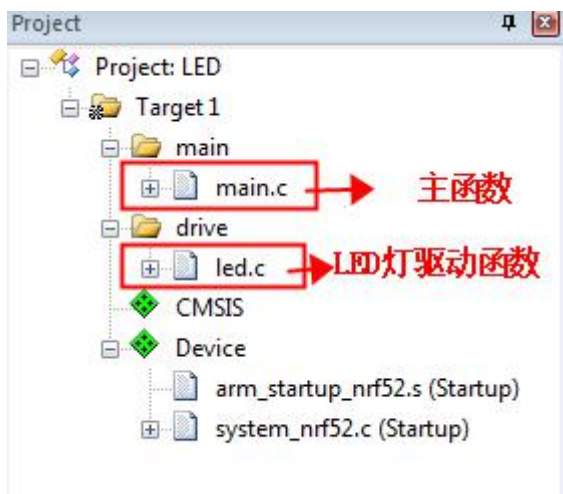 Project
Project: LED
Target 1
main
main.c
主函数
drive
led.c
LED灯驱动函数
CMSIS
Device
arm_startup_nrf52.s (Startup)
system_nrf52.c (Startup)